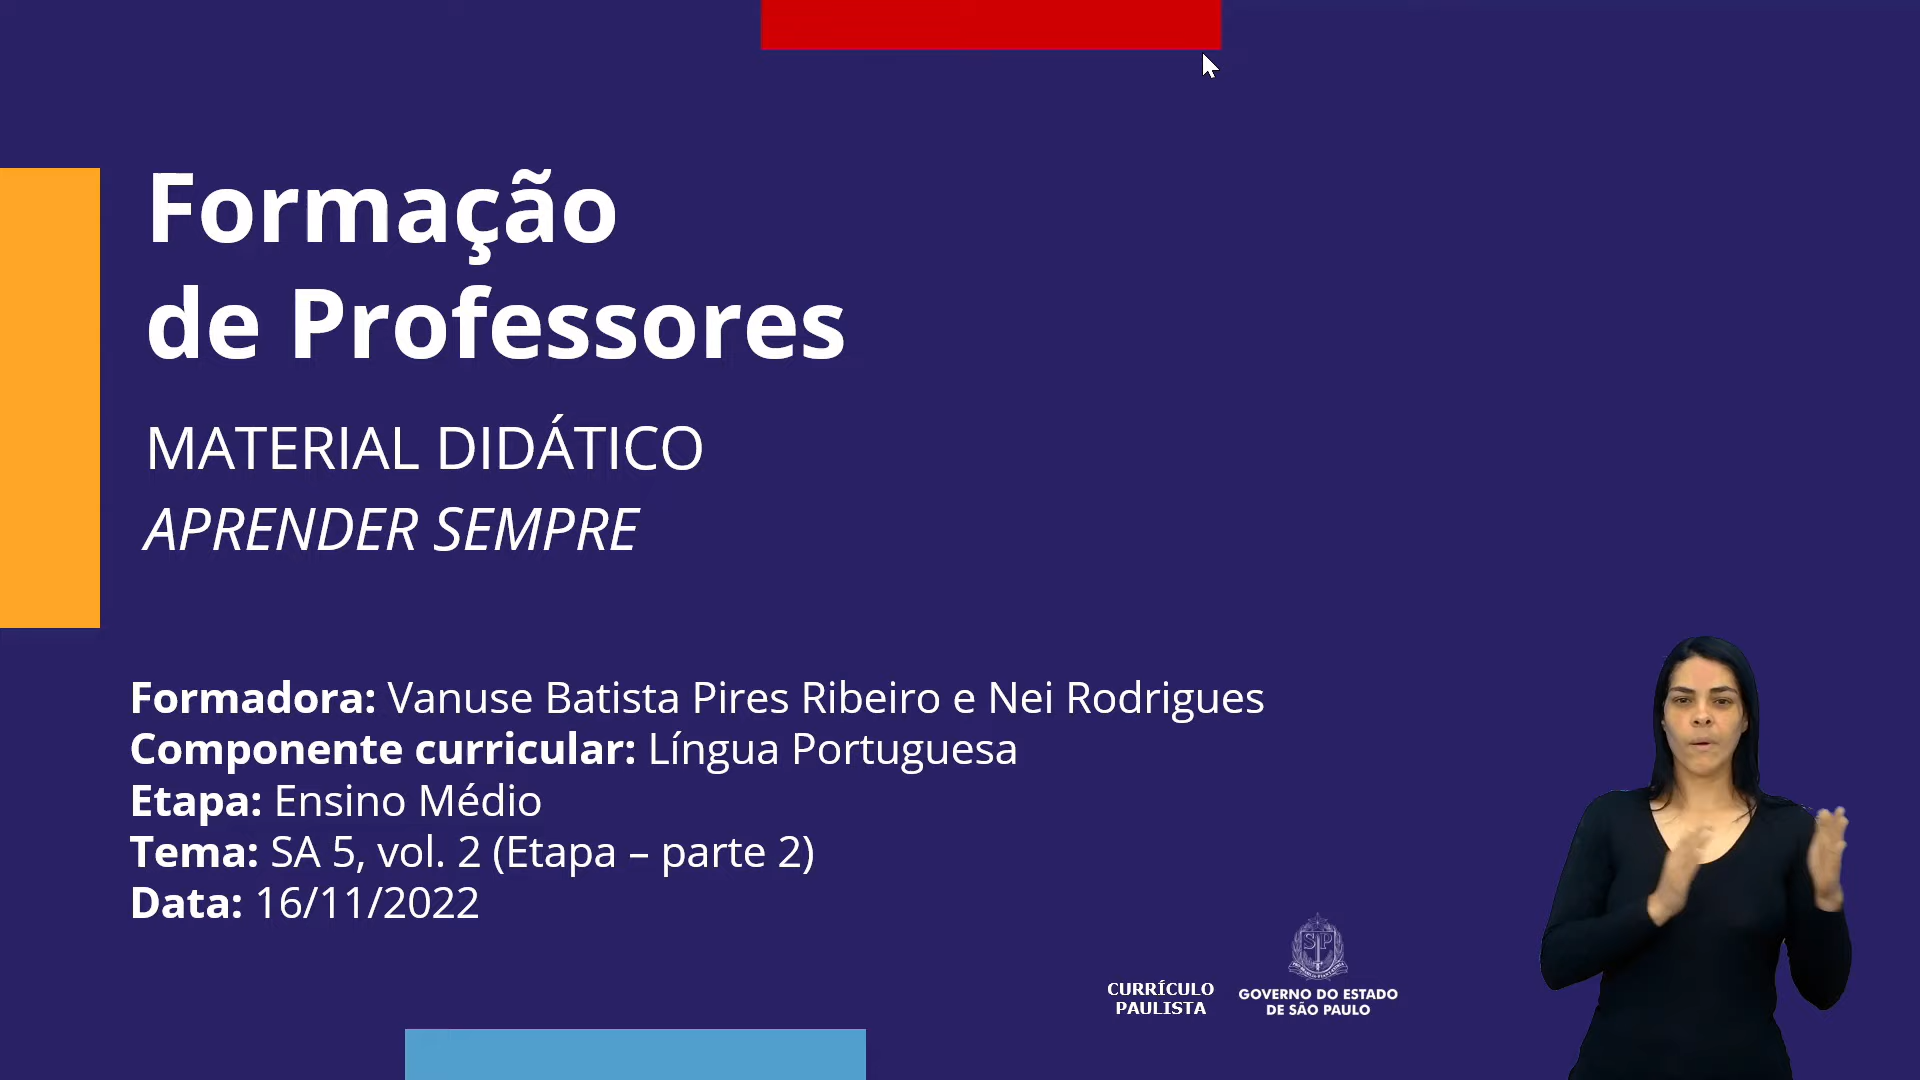 Formação
de Professores
MATERIAL DIDÁTICO
APRENDER SEMPRE
Formadora: Vanuse Batista Pires Ribeiro e Nei Rodrigues
Componente curricular: Língua Portuguesa
Etapa: Ensino Médio
Tema: SA 5, vol. 2 (Etapa – parte 2)
Data: 16/11/2022
SP
CURRÍCULO
PAULISTA
GOVERNO DO ESTADO
DE SÃO PAULO